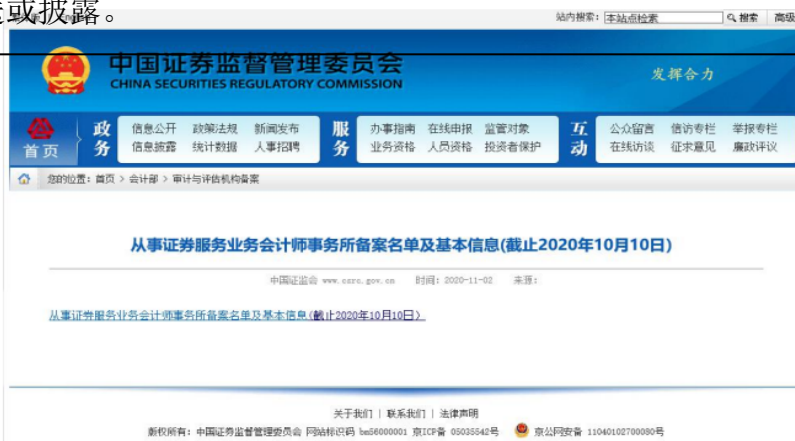 或披露。
站内搜索：本站点检索 搜索 高级
中国证券监督管理委员会
CHINA SECURITIES REGULATORY COMMISSION
发挥合力
首页
政务
信息公开 政策法规 新闻发布
信息披露 统计数据 人事招聘
服务
办事指南 在线申报 监管对象
业务资格 人员资格 投资者保护
互动
公众留言 信访专栏 举报专栏
在线访谈 征求意见 廉政评议
您的位置：首页 > 会计部 > 审计与评估机构备案
从事证券服务业务会计师事务所备案名单及基本信息(截止2020年10月10日)
中国证监会 www.csrc.gov.cn 时间：2020-11-02 来源：
从事证券服务业务会计师事务所备案名单及基本信息(截止2020年10月10日)
关于我们 | 联系我们 | 法律声明
版权所有：中国证券监督管理委员会 网站标识码 bm56000001 京ICP备 05035542号 京公网安备 11040102700080号